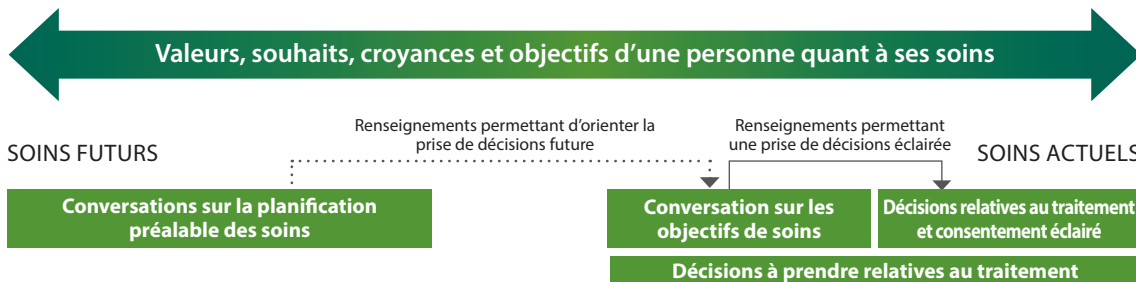 Valeurs, souhaits, croyances et objectifs d’une personne quant à ses soins
Renseignements permettant d’orienter la
prise de décisions future
Renseignements permettant
une prise de décisions éclairée
SOINS FUTURS
SOINS ACTUELS
Conversations sur la planification
préalable des soins
Conversation sur les
objectifs de soins
Décisions relatives au traitement
et consentement éclairé
Décisions à prendre relatives au traitement